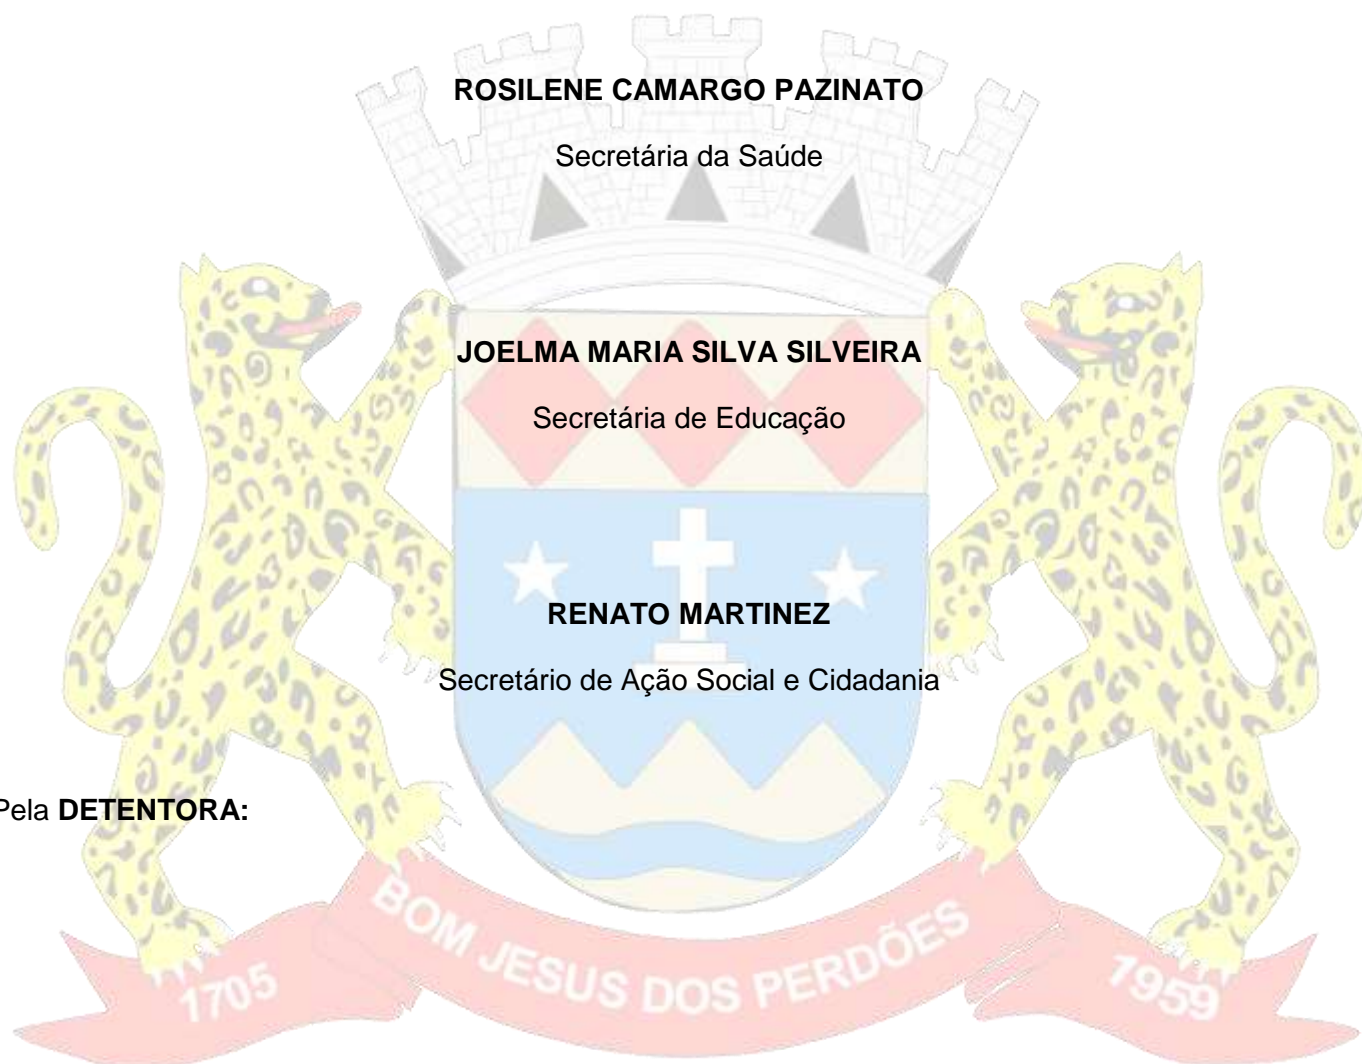 ROSILENE CAMARGO PAZINATO
Secretária da Saúde
JOELMA MARIA SILVA SILVEIRA
Secretária de Educação
RENATO MARTINEZ
Secretário de Ação Social e Cidadania
Pela DETENTORA:
BOM JESUS DOS PERDÕES
1705
1959